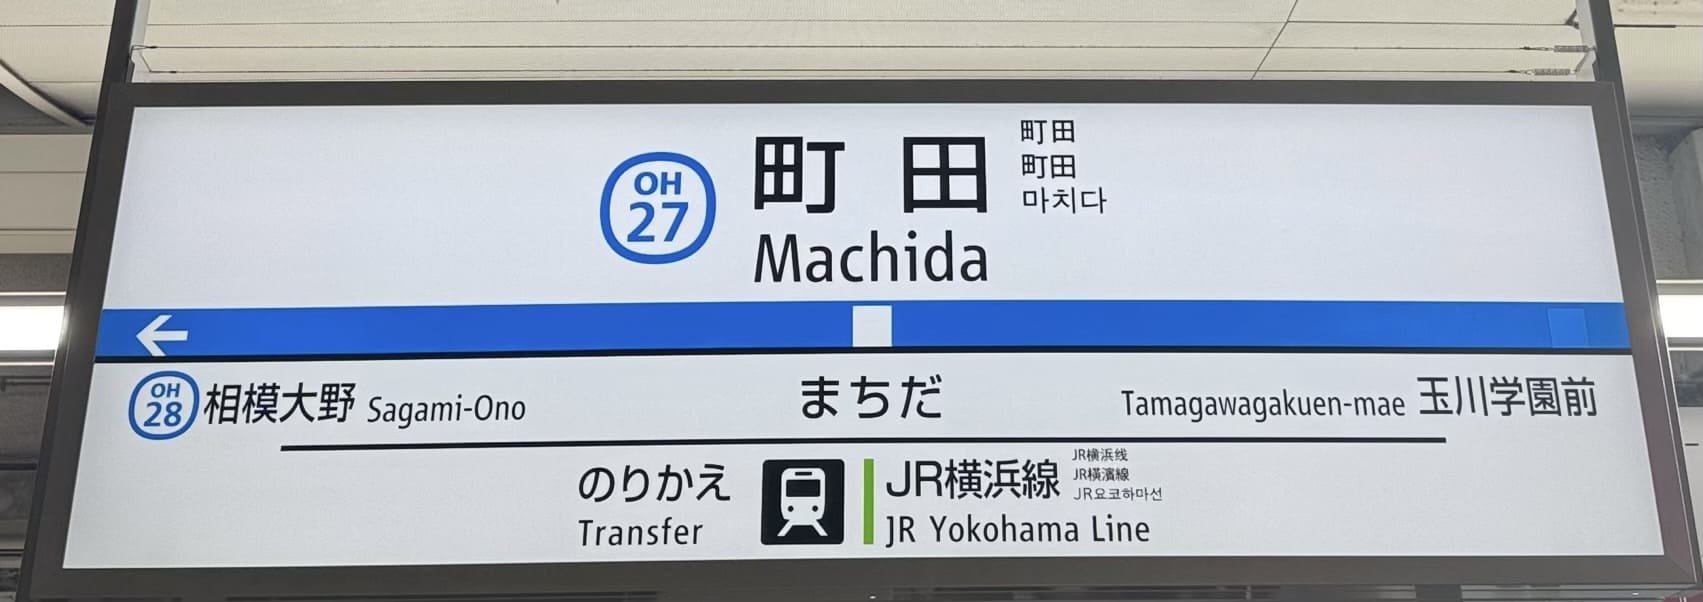 OH
27
町田
Machida
町田
町田
마치다
←
OH
28
相模大野 Sagami-Ono
まちだ
Tamagawagakuen-mae 玉川学園前
のりかえ
Transfer
JR横浜線
JR Yokohama Line
JR横浜线
JR橫濱線
JR요코하마선